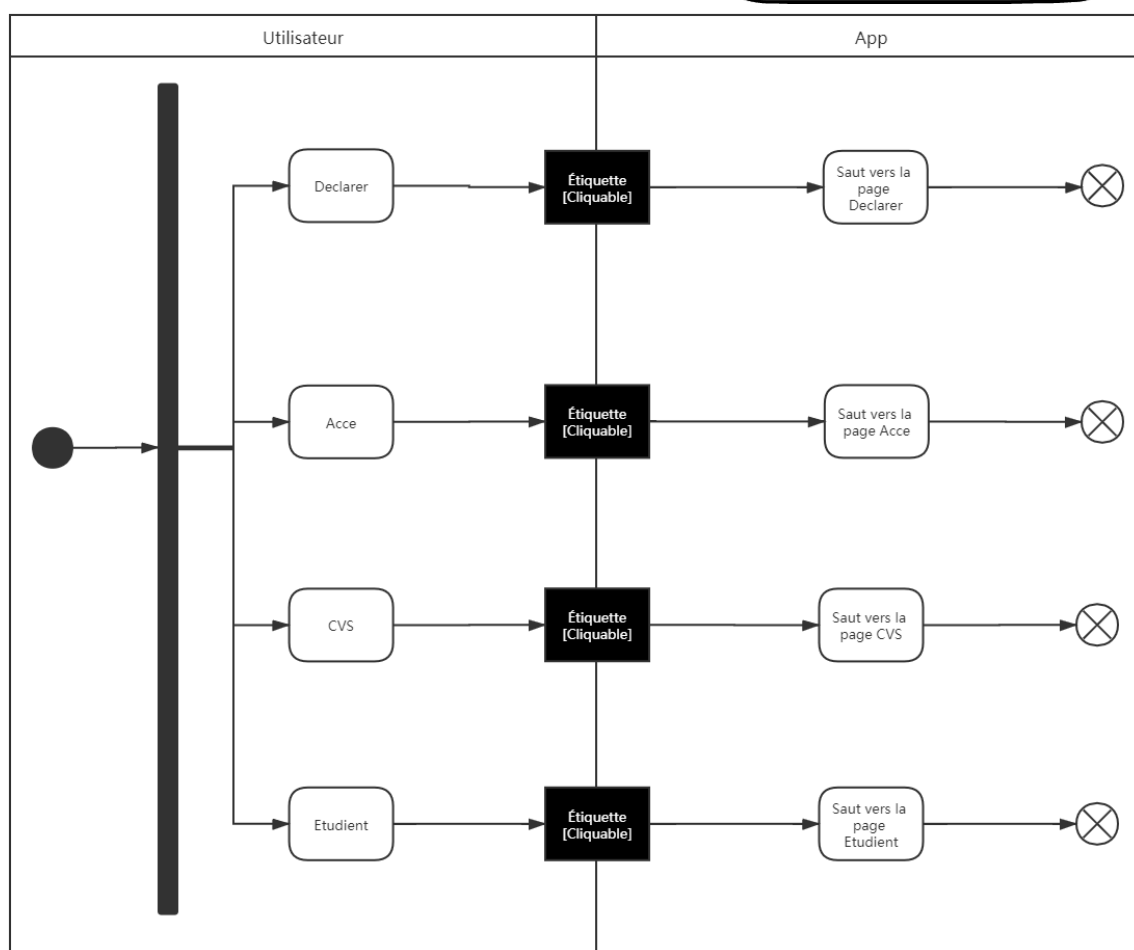 Utilisateur
App
Declarer
Étiquette
[Cliquable]
Saut vers la
page
Declarer
Acce
Étiquette
[Cliquable]
Saut vers la
page Acce
CVS
Étiquette
[Cliquable]
Saut vers la
page CVS
Etudient
Étiquette
[Cliquable]
Saut vers la
page
Etudient